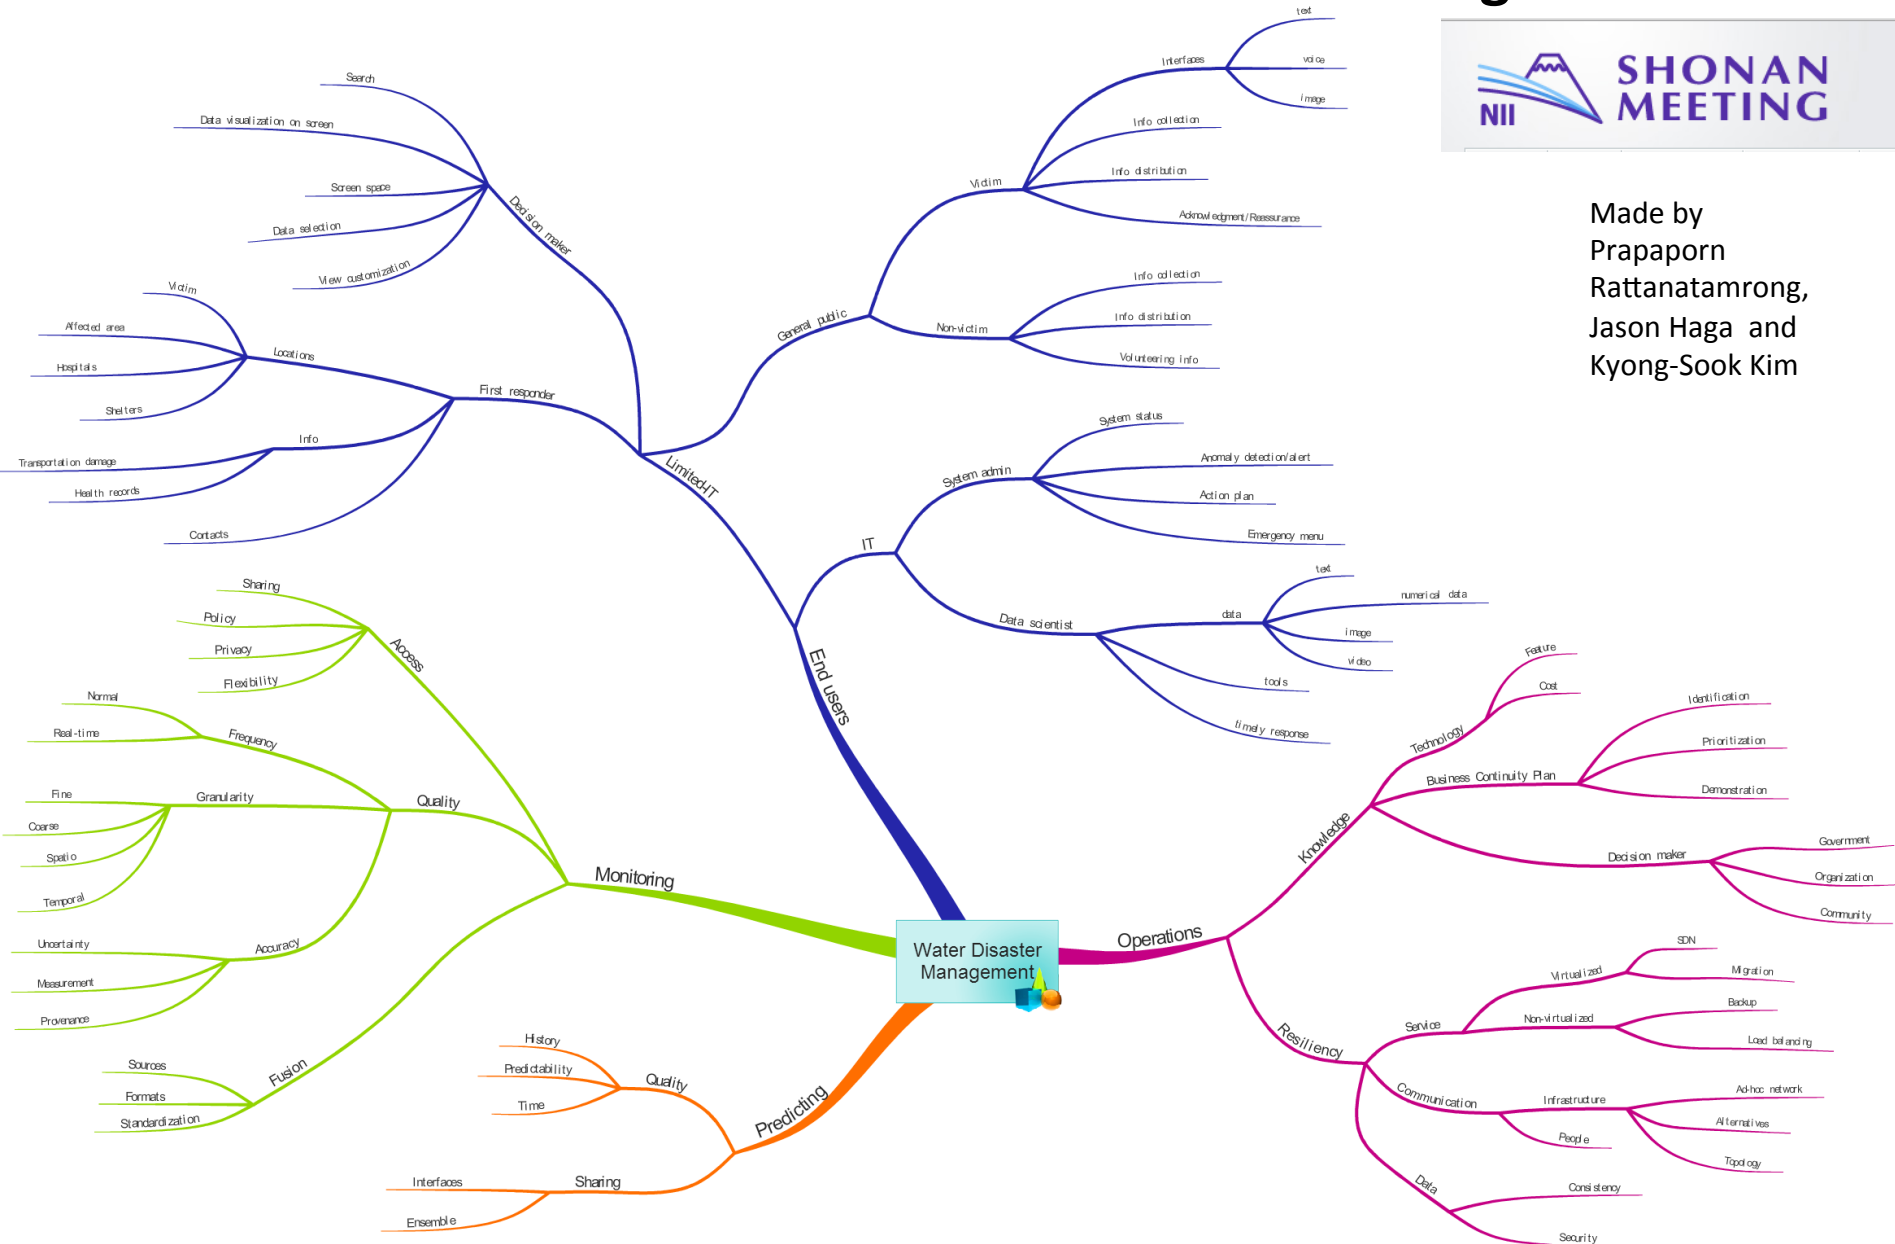 SHONAN
MEETING
NII
Made by
Prapaporn
Rattanatamrong,
Jason Haga and
Kyong-Sook Kim
Water Disaster
Management
End users
Limited-IT
Decision maker
Search
Data visualization on screen
Screen space
Data selection
View customization
First responder
Locations
Victim
Affected area
Hospitals
Shelters
Info
Transportation damage
Health records
Contacts
General public
Victim
Interfaces
text
voice
image
Info collection
Info distribution
Acknowledgment/Reassurance
Non-victim
Info collection
Info distribution
Volunteering info
IT
System admin
System status
Anomaly detection/alert
Action plan
Emergency menu
Data scientist
data
text
numerical data
image
video
tools
timely response
Monitoring
Access
Sharing
Policy
Privacy
Flexibility
Quality
Frequency
Normal
Real-time
Granularity
Fine
Coarse
Spatio
Temporal
Accuracy
Uncertainty
Measurement
Provenance
Fusion
Sources
Formats
Standardization
Predicting
Quality
History
Predictability
Time
Sharing
Interfaces
Ensemble
Operations
Knowledge
Technology
Feature
Cost
Business Continuity Plan
Identification
Prioritization
Demonstration
Decision maker
Government
Organization
Community
Resiliency
Service
Virtualized
SDN
Migration
Non-virtualized
Backup
Load balancing
Communication
Infrastructure
Ad-hoc network
Alternatives
Topology
People
Data
Consistency
Security